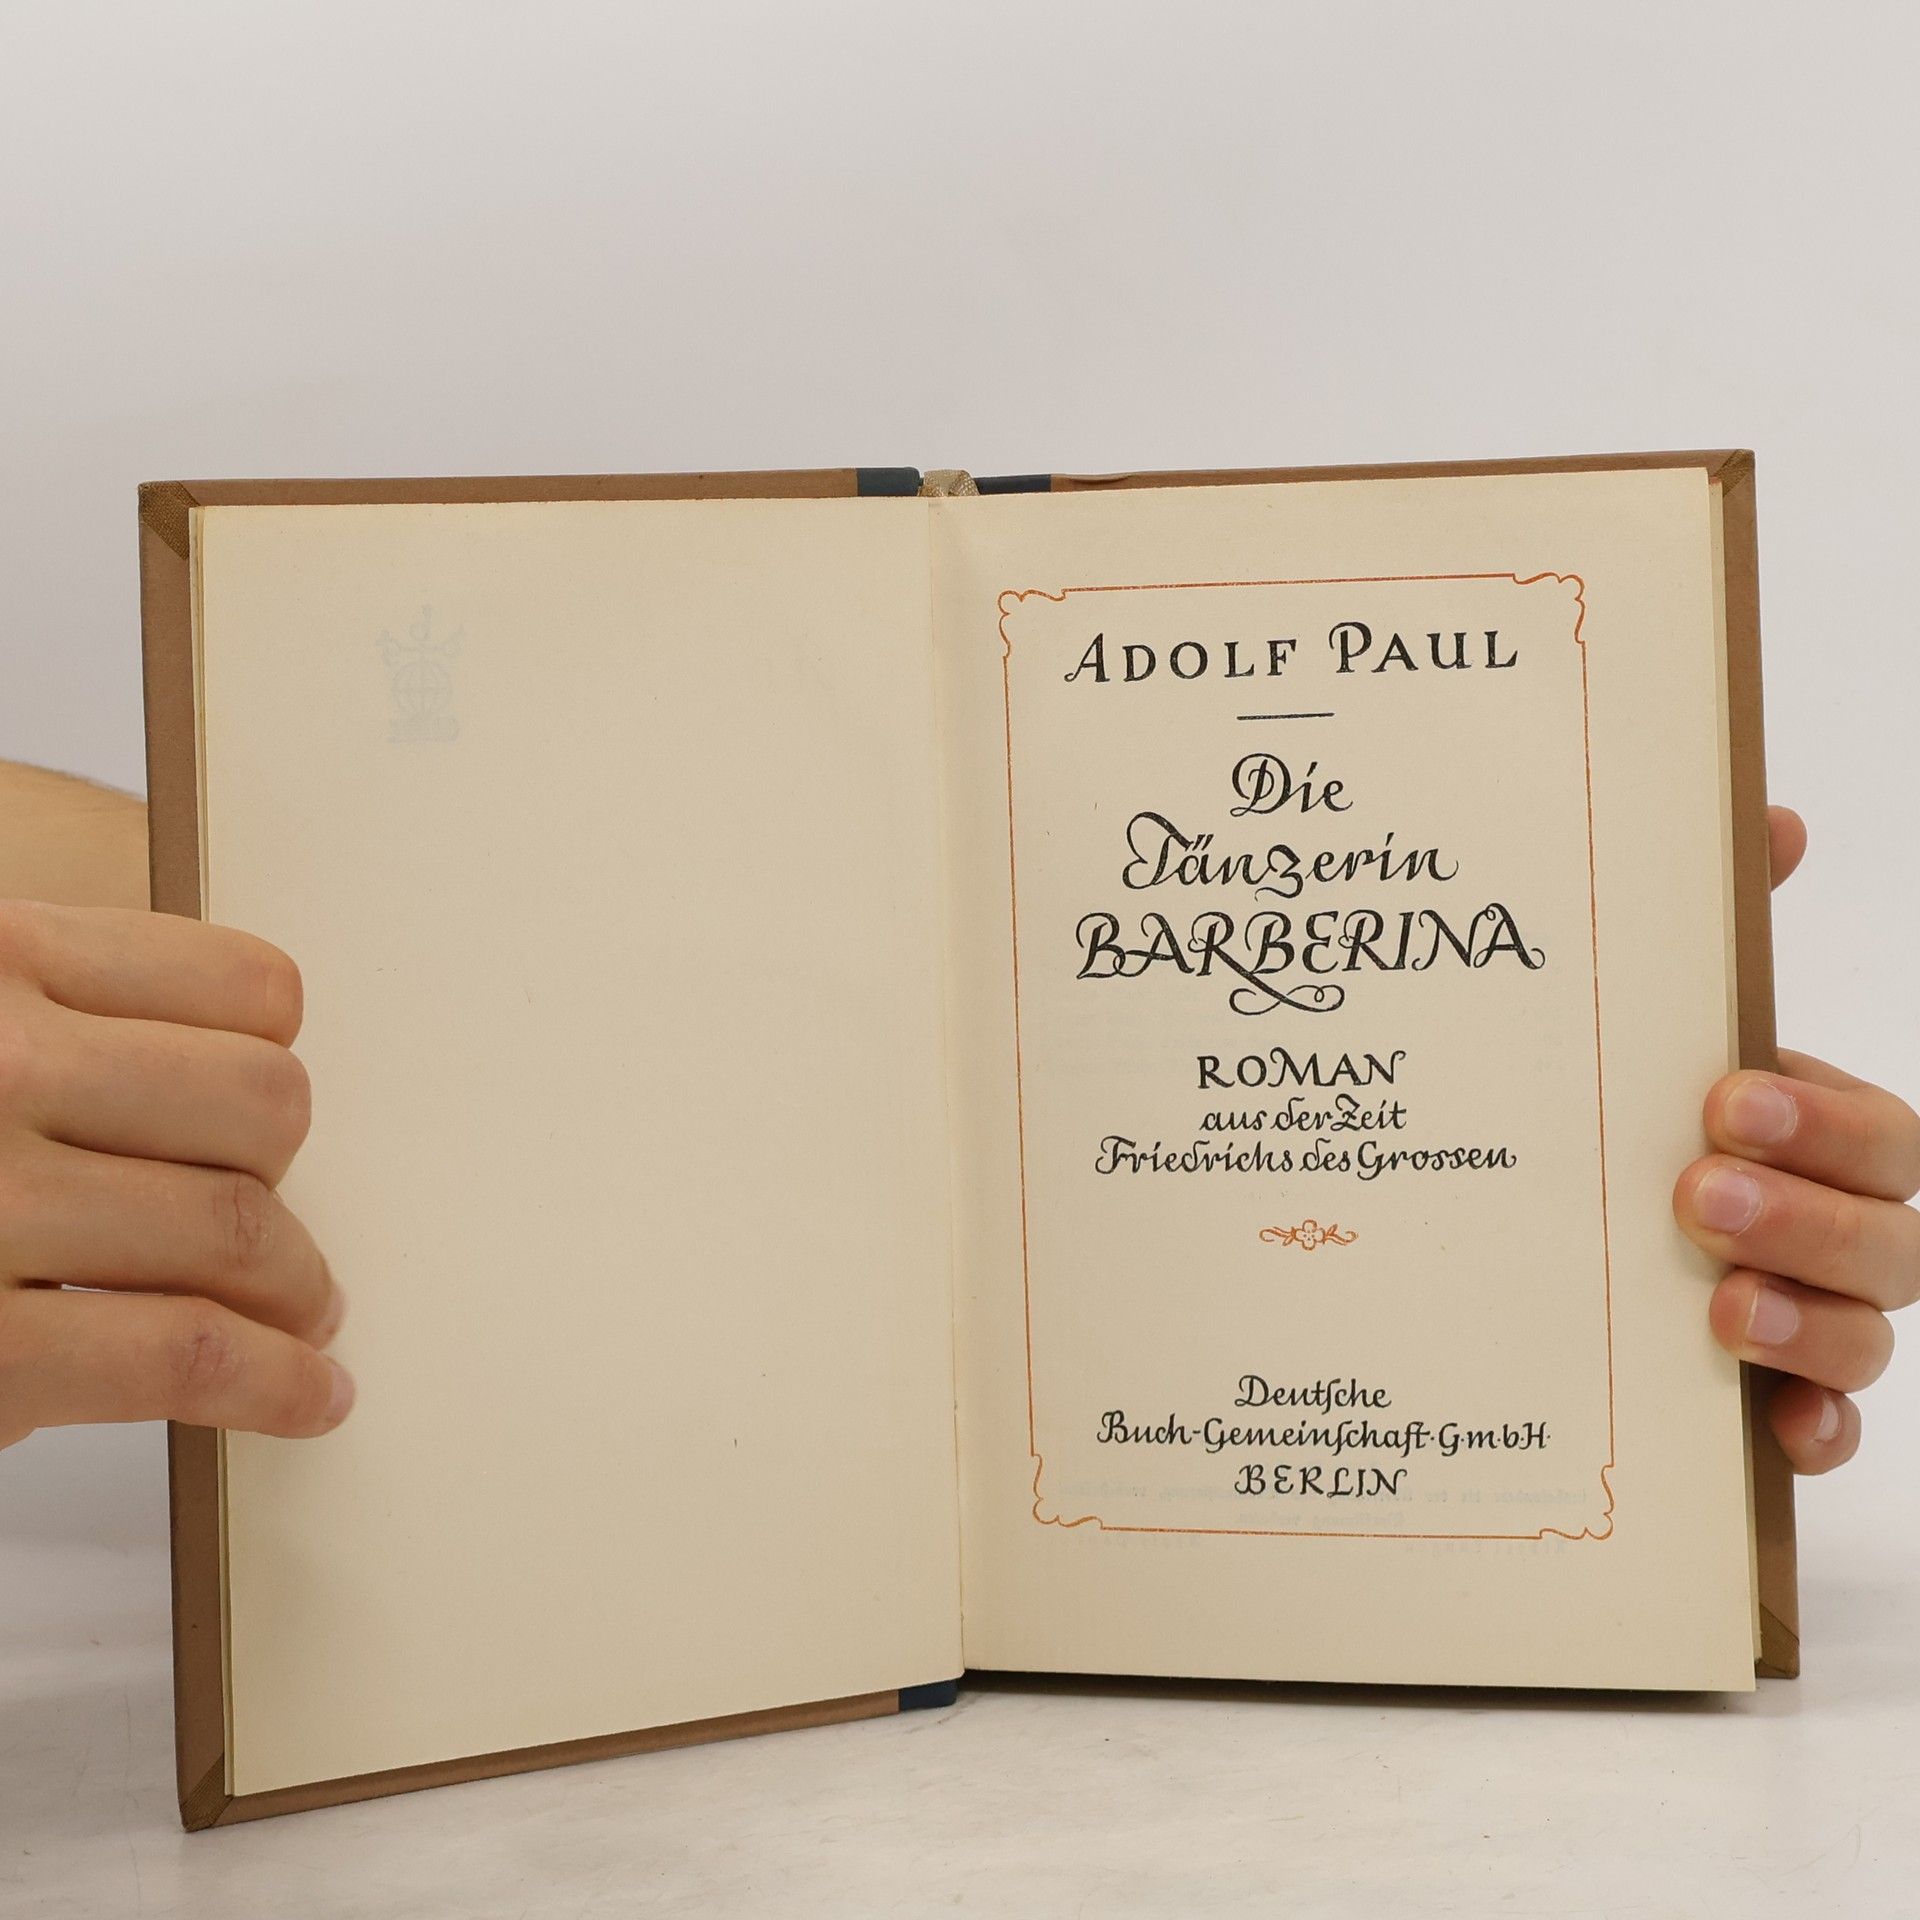 ADOLF PAUL
Die
Tänzerin
BARBERINA
ROMAN
aus der Zeit
Friedrichs des Grossen
Deutſche
Buch-Gemeinſchaft·G·m·b·H·
BERLIN